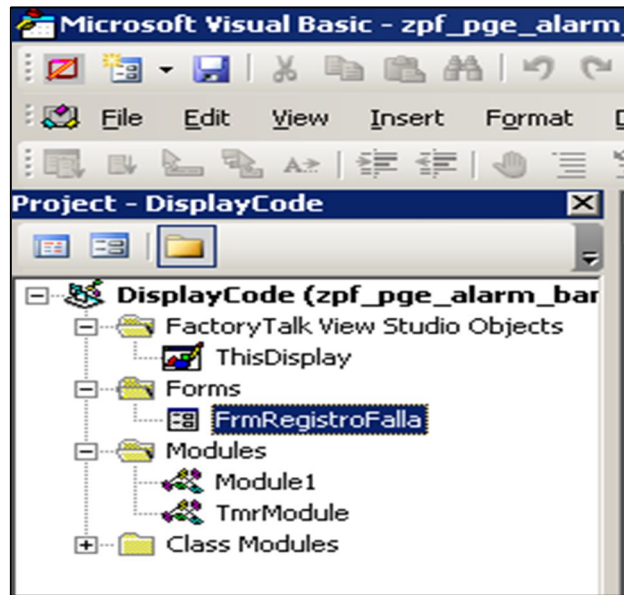 Microsoft Visual Basic - zpf_pge_alarm_
File Edit View Insert Format
Project - DisplayCode
DisplayCode (zpf_pge_alarm_bar
FactoryTalk View Studio Objects
ThisDisplay
Forms
FrmRegistroFalla
Modules
Module1
TmrModule
Class Modules